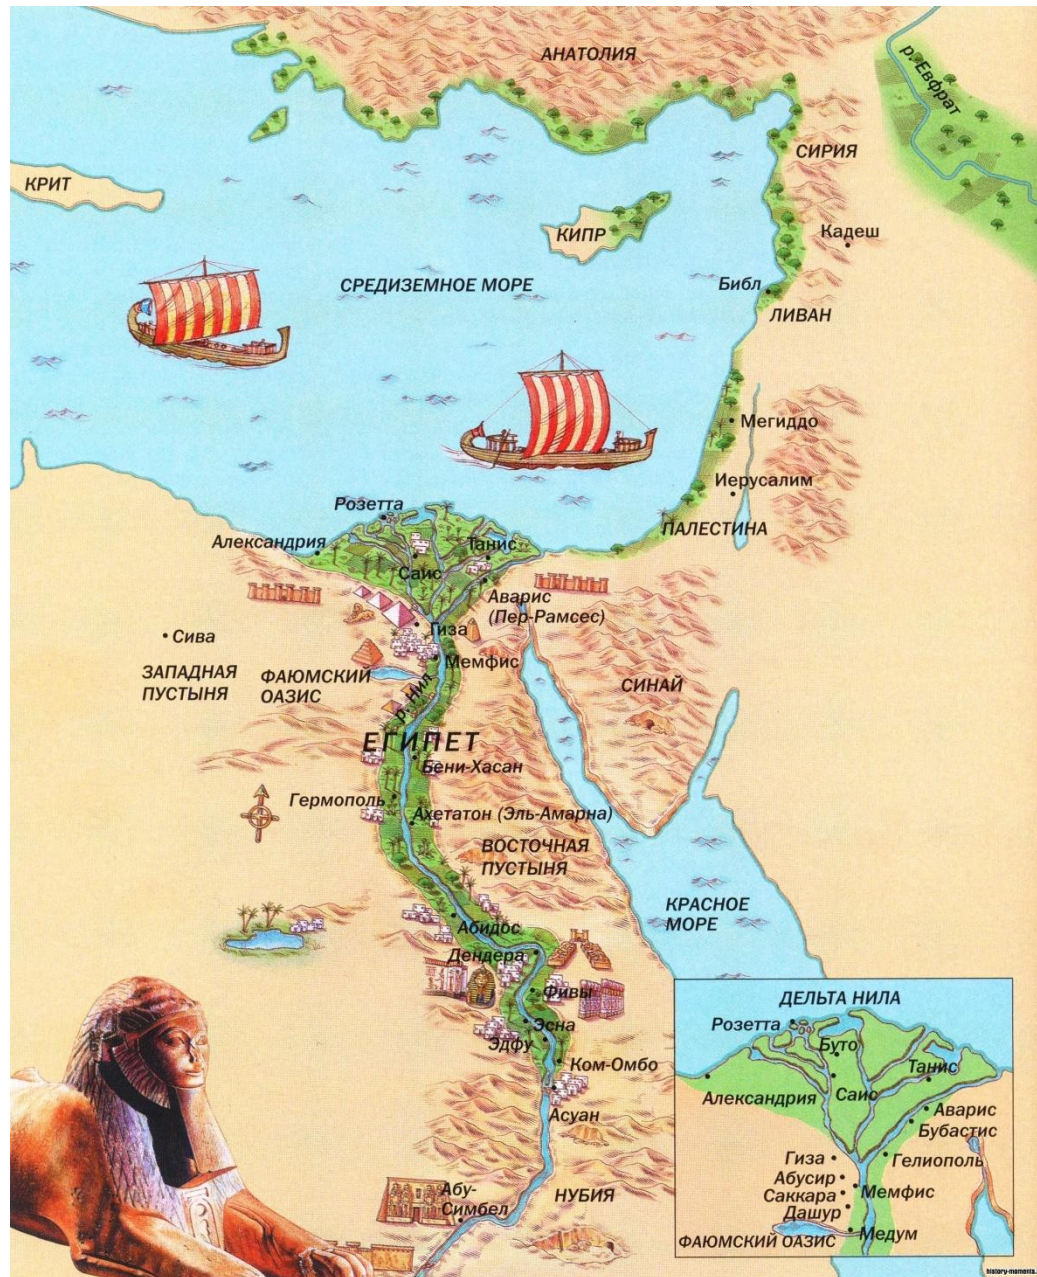 АНАТОЛИЯ
р. Евфрат
СИРИЯ
КРИТ
КИПР
Кадеш
СРЕДИЗЕМНОЕ МОРЕ
Библ
ЛИВАН
Мегиддо
Иерусалим
ПАЛЕСТИНА
Розетта
Александрия
Танис
Саис
Аварис
(Пер-Рамсес)
Гиза
Сива
Мемфис
ЗАПАДНАЯ
ПУСТЫНЯ
ФАЮМСКИЙ
ОАЗИС
СИНАЙ
р. Нил
ЕГИПЕТ
Бени-Хасан
Гермополь
Ахетатон (Эль-Амарна)
ВОСТОЧНАЯ
ПУСТЫНЯ
КРАСНОЕ
МОРЕ
Абидос
Дендера
Фивы
Эсна
Эдфу
Ком-Омбо
Асуан
Абу-
Симбел
НУБИЯ
ДЕЛЬТА НИЛА
Розетта
Буто
Танис
Александрия
Саис
Аварис
Бубастис
Гиза
Гелиополь
Абусир
Саккара
Мемфис
Дашур
ФАЮМСКИЙ ОАЗИС
Медум
history-moments.